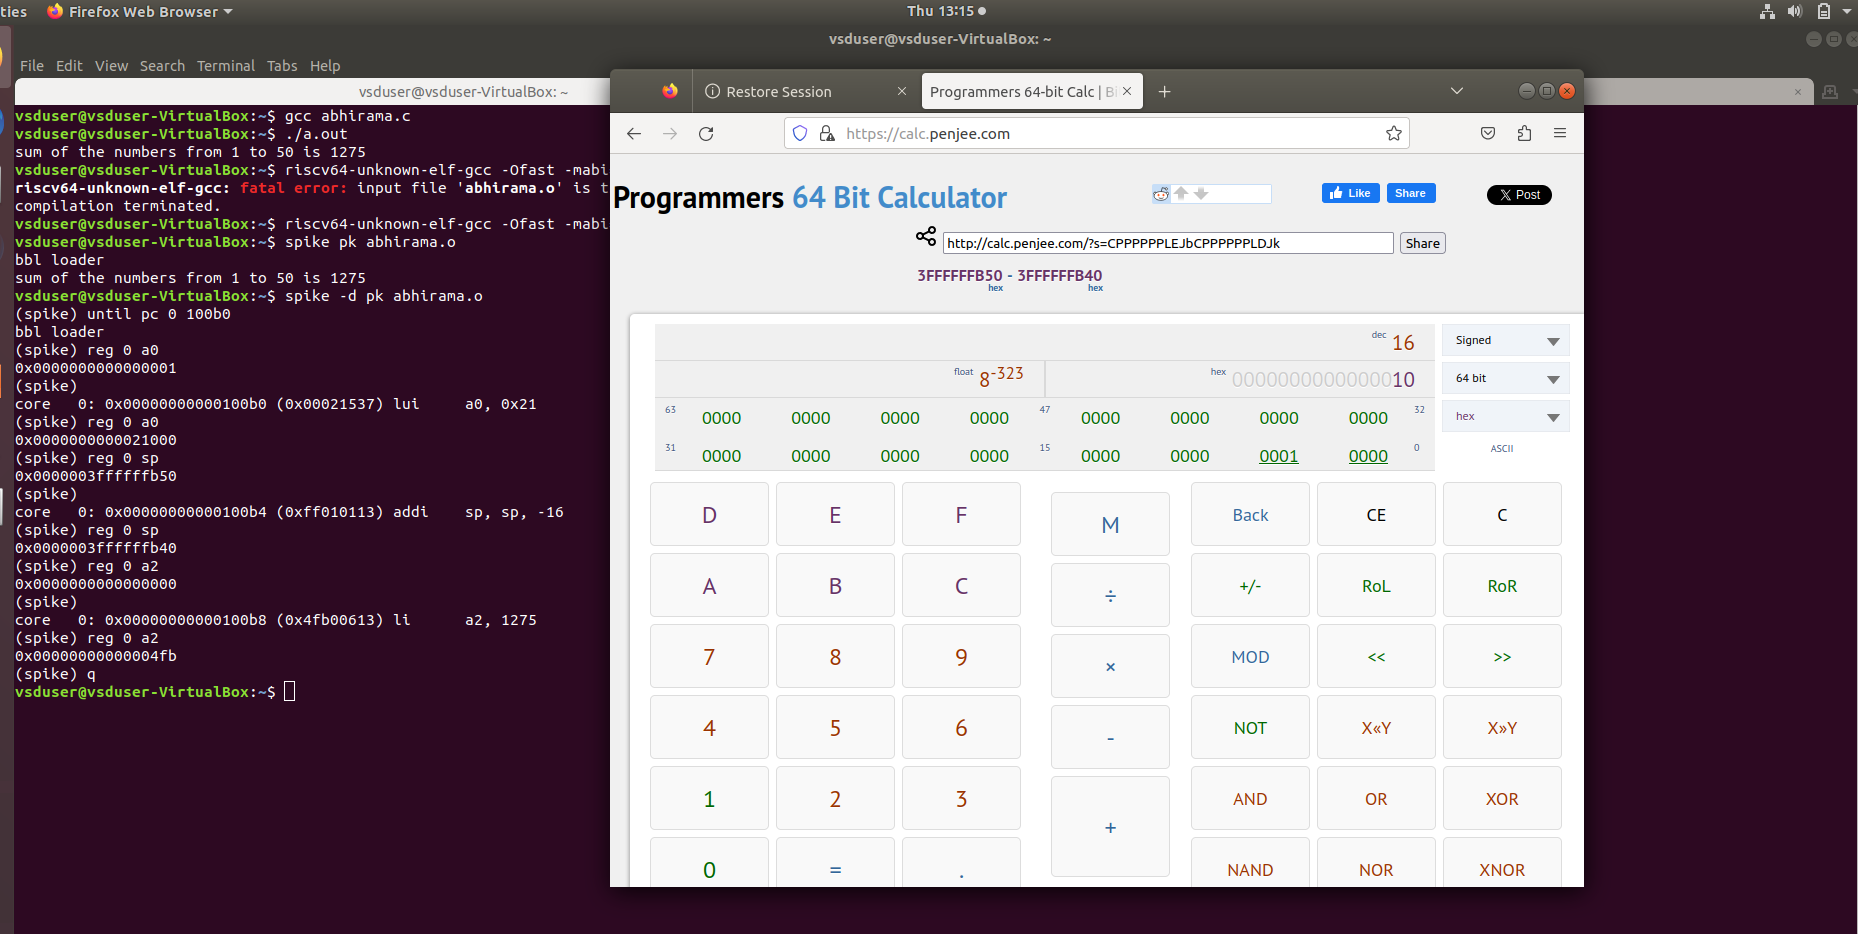 ties Firefox Web Browser Thu 13:15
vsduser@vsduser-VirtualBox: ~
File Edit View Search Terminal Tabs Help
vsduser@vsduser-VirtualBox: ~
vsduser@vsduser-VirtualBox:~$ gcc abhirama.c
vsduser@vsduser-VirtualBox:~$ ./a.out
sum of the numbers from 1 to 50 is 1275
vsduser@vsduser-VirtualBox:~$ riscv64-unknown-elf-gcc -Ofast -mabi
riscv64-unknown-elf-gcc: fatal error: input file 'abhirama.o' is t
compilation terminated.
vsduser@vsduser-VirtualBox:~$ riscv64-unknown-elf-gcc -Ofast -mabi
vsduser@vsduser-VirtualBox:~$ spike pk abhirama.o
bbl loader
sum of the numbers from 1 to 50 is 1275
vsduser@vsduser-VirtualBox:~$ spike -d pk abhirama.o
(spike) until pc 0 100b0
bbl loader
(spike) reg 0 a0
0x0000000000000001
(spike)
core 0: 0x00000000000100b0 (0x00021537) lui a0, 0x21
(spike) reg 0 a0
0x0000000000021000
(spike) reg 0 sp
0x0000003ffffffb50
(spike)
core 0: 0x00000000000100b4 (0xff010113) addi sp, sp, -16
(spike) reg 0 sp
0x0000003ffffffb40
(spike) reg 0 a2
0x0000000000000000
(spike)
core 0: 0x00000000000100b8 (0x4fb00613) li a2, 1275
(spike) reg 0 a2
0x00000000000004fb
(spike) q
vsduser@vsduser-VirtualBox:~$
Restore Session
Programmers 64-bit Calc | Bi
https://calc.penjee.com
Programmers 64 Bit Calculator
Like Share X Post
http://calc.penjee.com/?s=CPPPPPPLEJbCPPPPPPLDJk Share
3FFFFFFB50 - 3FFFFFFB40
hex hex
dec 16 Signed
float 8-323 hex 0000000000000010 64 bit
63 0000 0000 0000 0000 47 0000 0000 0000 0000 32 hex
31 0000 0000 0000 0000 15 0000 0000 0001 0000 0 ASCII
D E F M Back CE C
A B C ÷ +/- RoL RoR
7 8 9 × MOD << >>
4 5 6 - NOT X«Y X»Y
1 2 3 + AND OR XOR
0 = . NAND NOR XNOR